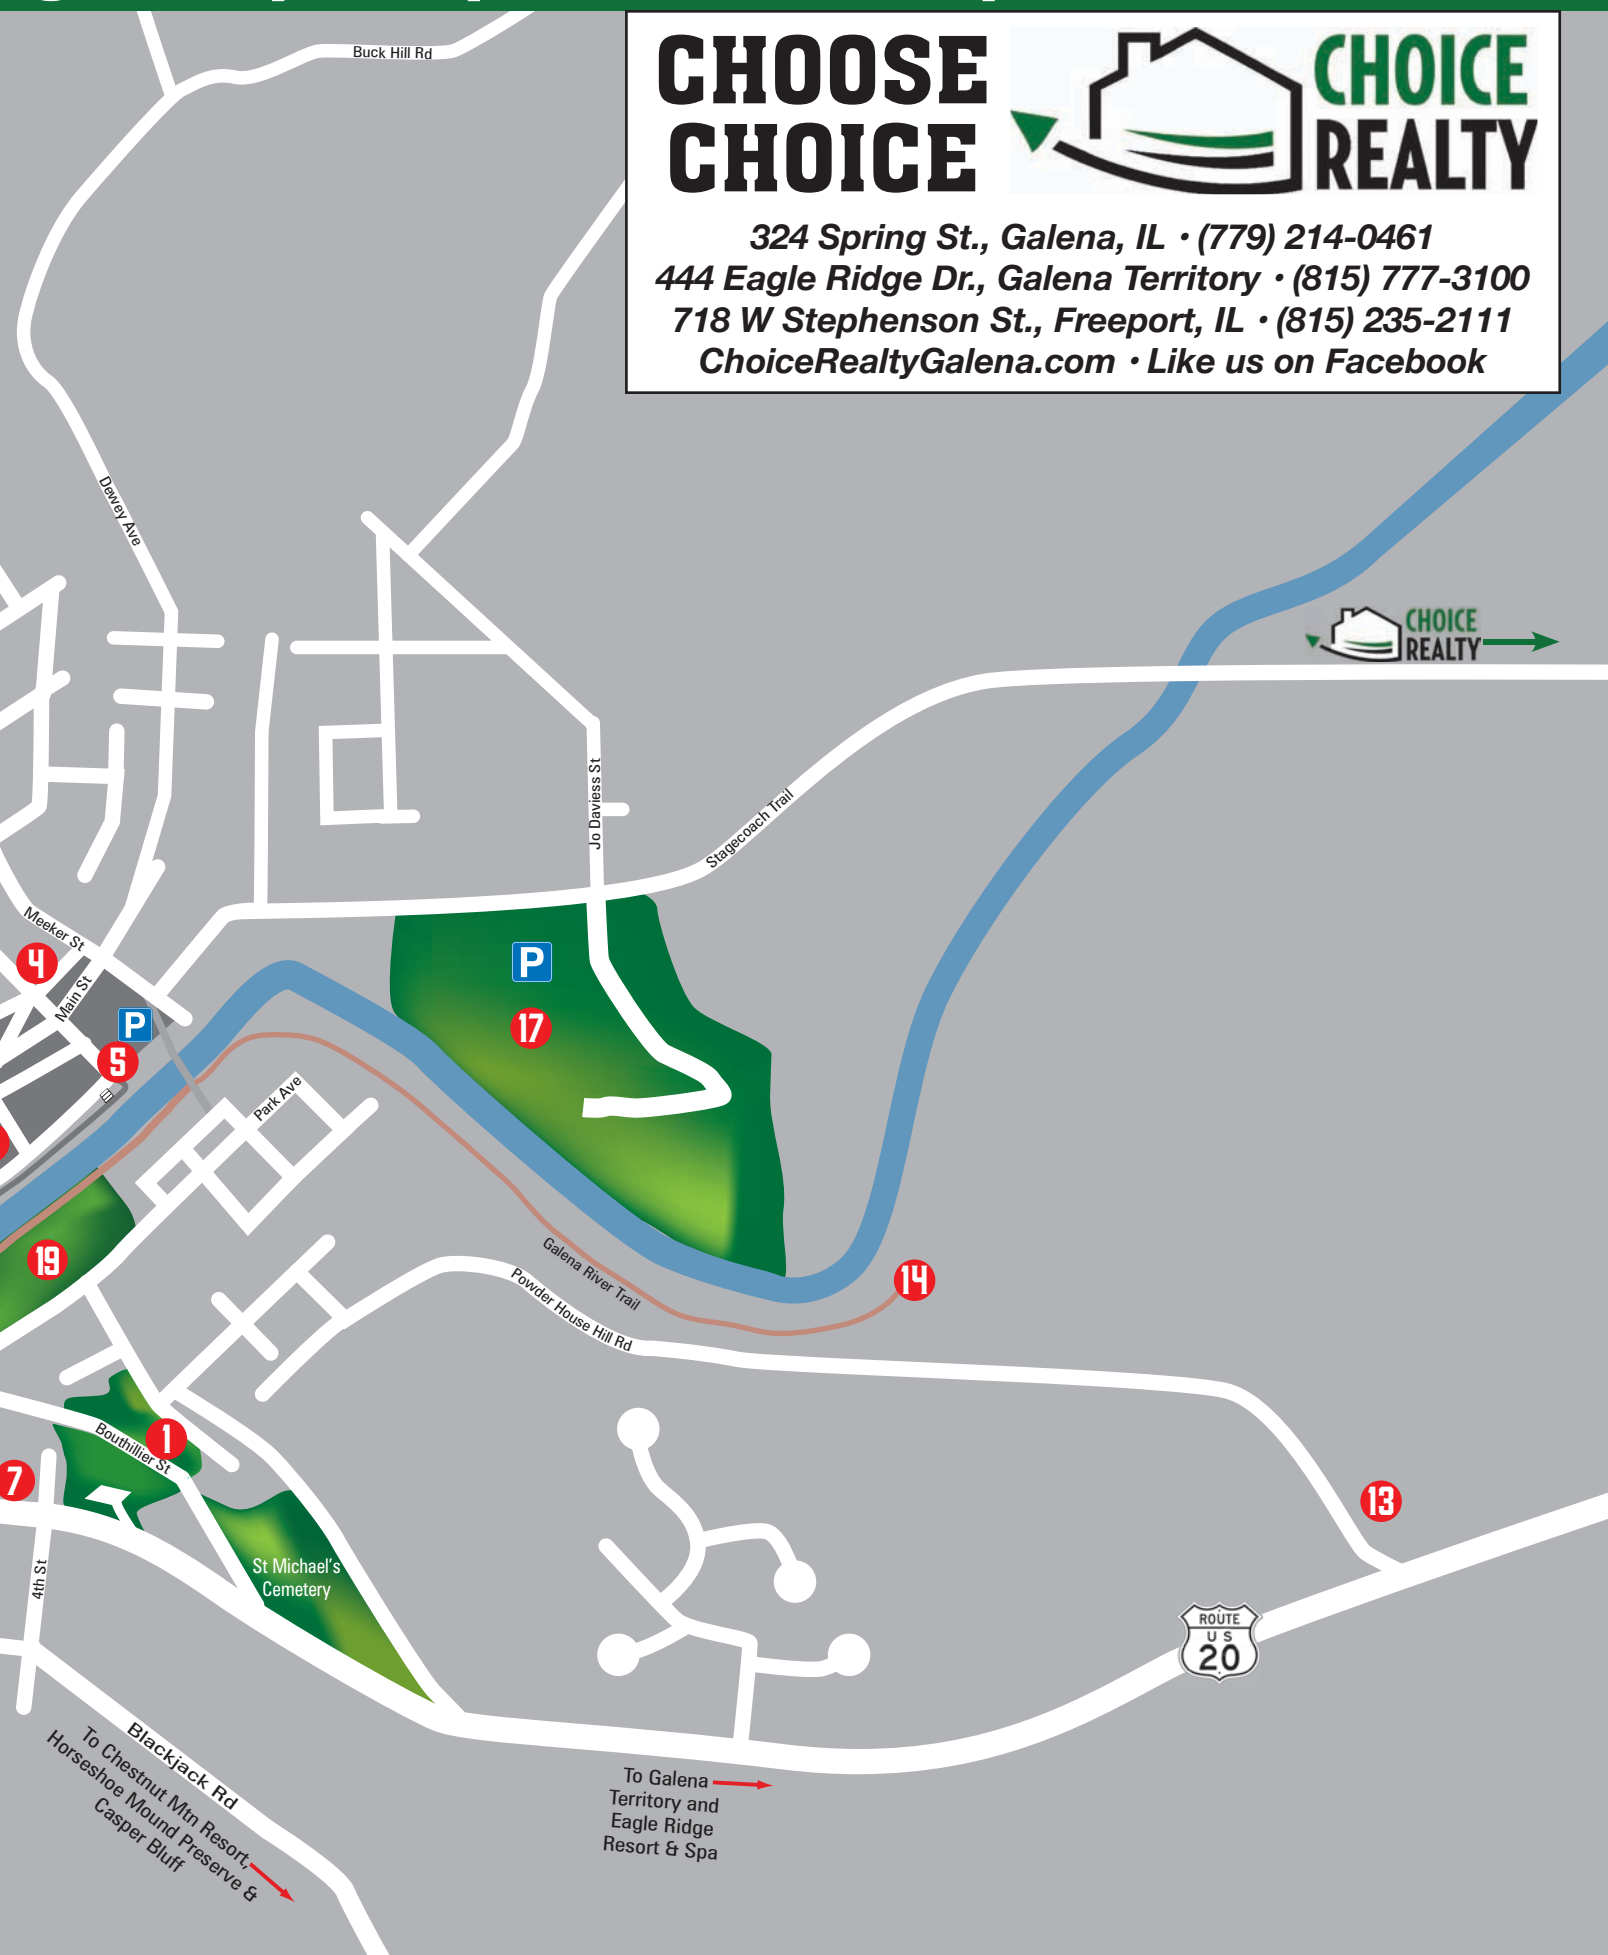 CHOOSE
CHOICE
CHOICE
REALTY
324 Spring St., Galena, IL • (779) 214-0461
444 Eagle Ridge Dr., Galena Territory • (815) 777-3100
718 W Stephenson St., Freeport, IL • (815) 235-2111
ChoiceRealtyGalena.com • Like us on Facebook
Buck Hill Rd
Dewey Ave
CHOICE
REALTY
Jo Daviess St
Stagecoach Trail
Meeker St
4
Main St
P
5
P
17
Park Ave
19
Galena River Trail
14
Powder House Hill Rd
1
Bouthillier St
7
13
St Michael's
Cemetery
4th St
ROUTE
U S
20
Blackjack Rd
To Chestnut Mtn Resort,
Horseshoe Mound Preserve &
Casper Bluff
To Galena
Territory and
Eagle Ridge
Resort & Spa